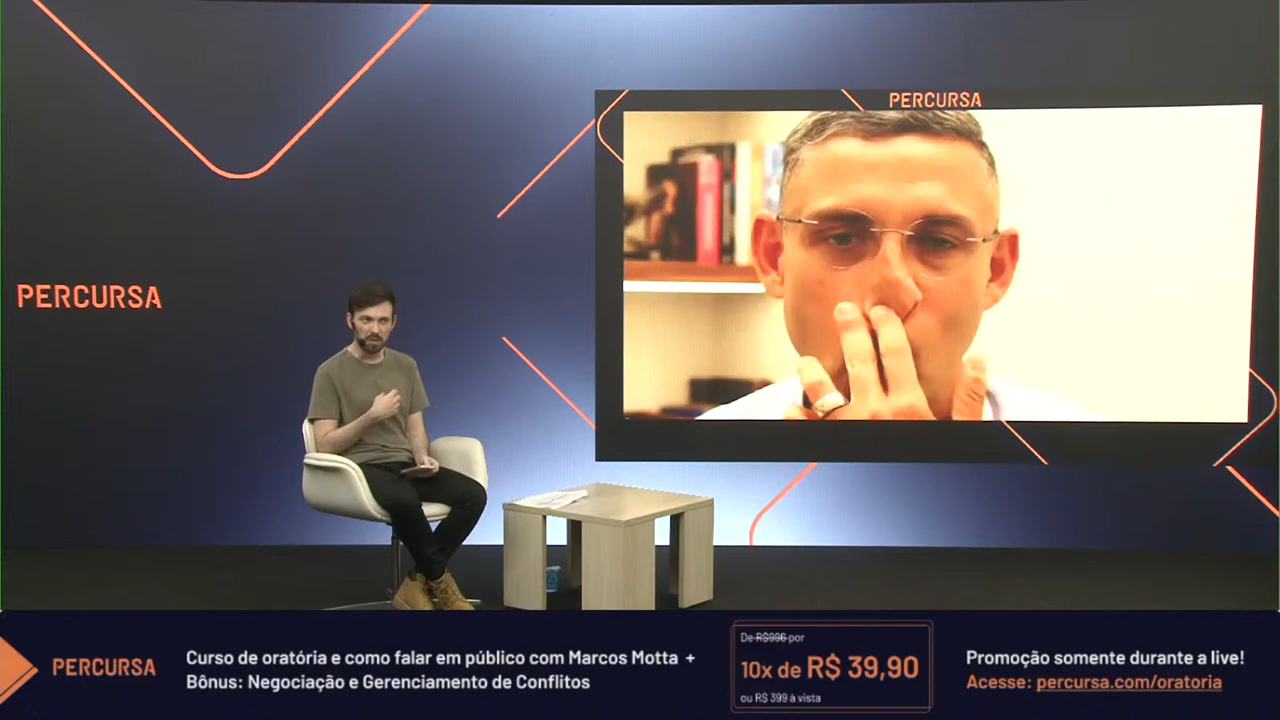 PERCURSA
PERCURSA
PERCURSA
Curso de oratória e como falar em público com Marcos Motta +
Bônus: Negociação e Gerenciamento de Conflitos
De R$996 por
10x de R$ 39,90
ou R$ 399 à vista
Promoção somente durante a live!
Acesse: percursa.com/oratoria